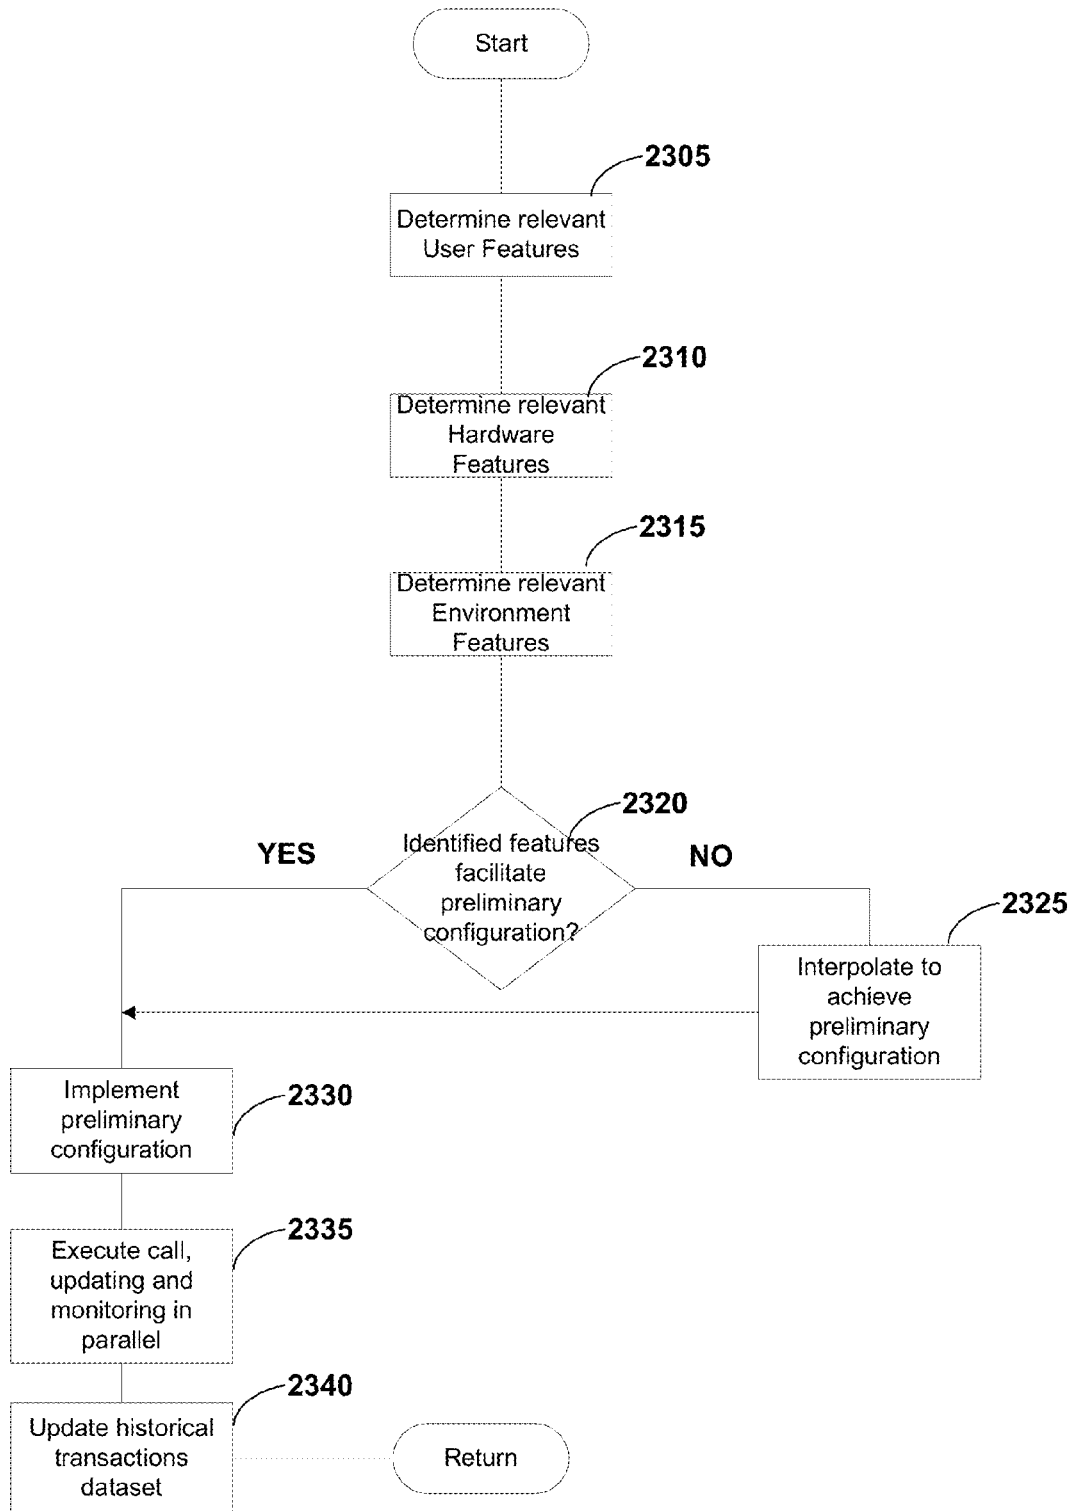 Start
2305
Determine relevant
User Features
2310
Determine relevant
Hardware
Features
2315
Determine relevant
Environment
Features
2320
Identified features
facilitate
preliminary
configuration?
YES
NO
2325
Interpolate to
achieve
preliminary
configuration
Implement
preliminary
configuration
2330
Execute call,
updating and
monitoring in
parallel
2335
Update historical
transactions
dataset
2340
Return